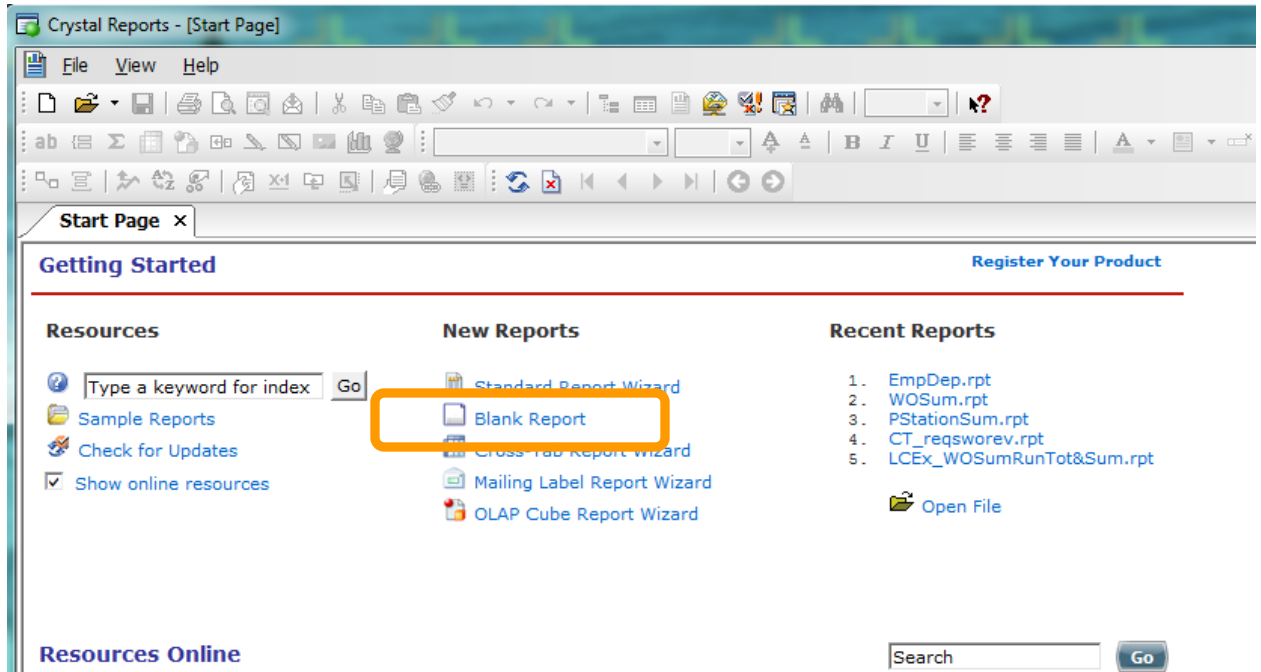 Crystal Reports - [Start Page]
File View Help
ab Σ B I U A
Start Page ×
Getting Started
Register Your Product
Resources
Type a keyword for index Go
Sample Reports
Check for Updates
Show online resources
New Reports
Standard Report Wizard
Blank Report
Cross-Tab Report Wizard
Mailing Label Report Wizard
OLAP Cube Report Wizard
Recent Reports
1. EmpDep.rpt
2. WOSum.rpt
3. PStationSum.rpt
4. CT_reqsworev.rpt
5. LCEx_WOSumRunTot&Sum.rpt
Open File
Resources Online
Search Go